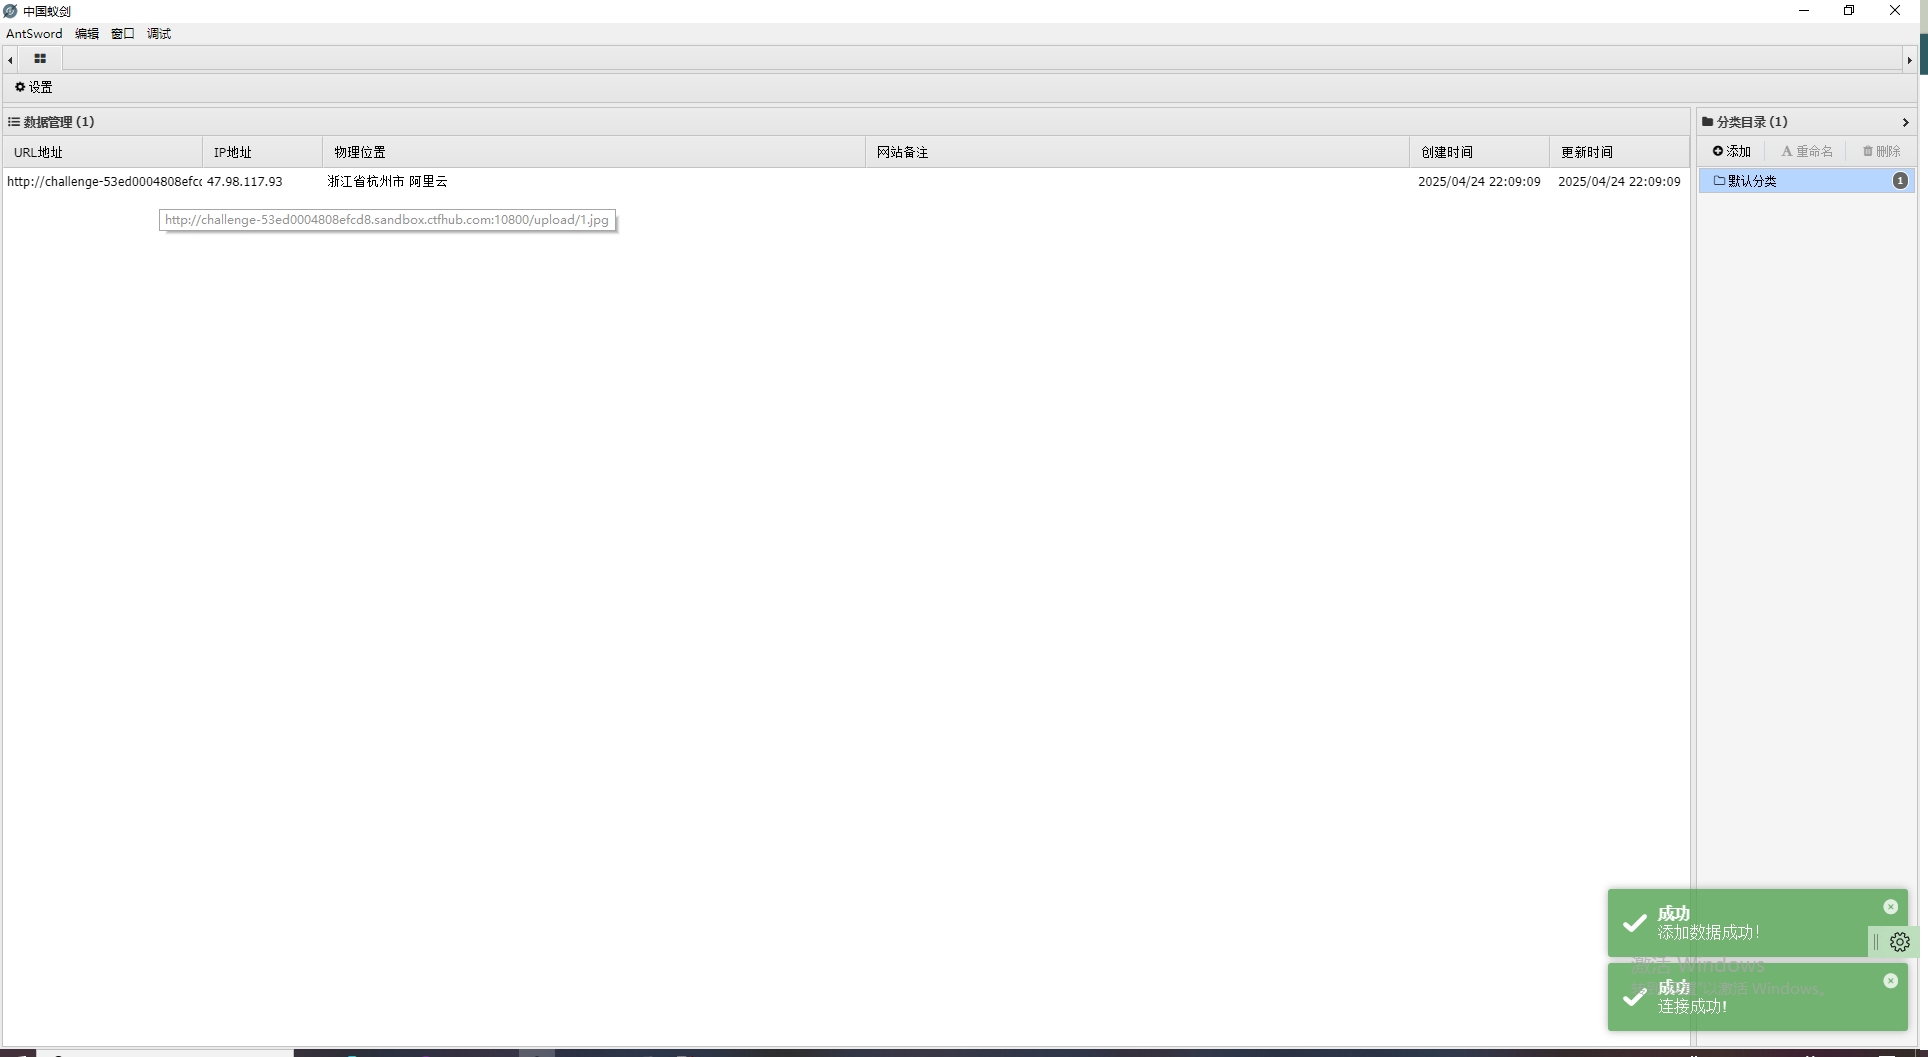 中国蚁剑
AntSword 编辑 窗口 调试
设置
数据管理 (1)
分类目录 (1)
URL地址 IP地址 物理位置 网站备注 创建时间 更新时间
添加 重命名 删除
http://challenge-53ed0004808efcc 47.98.117.93 浙江省杭州市 阿里云 2025/04/24 22:09:09 2025/04/24 22:09:09
默认分类 1
http://challenge-53ed0004808efcd8.sandbox.ctfhub.com:10800/upload/1.jpg
成功
添加数据成功!
激活 Windows
成功
以激活 Windows。
连接成功!